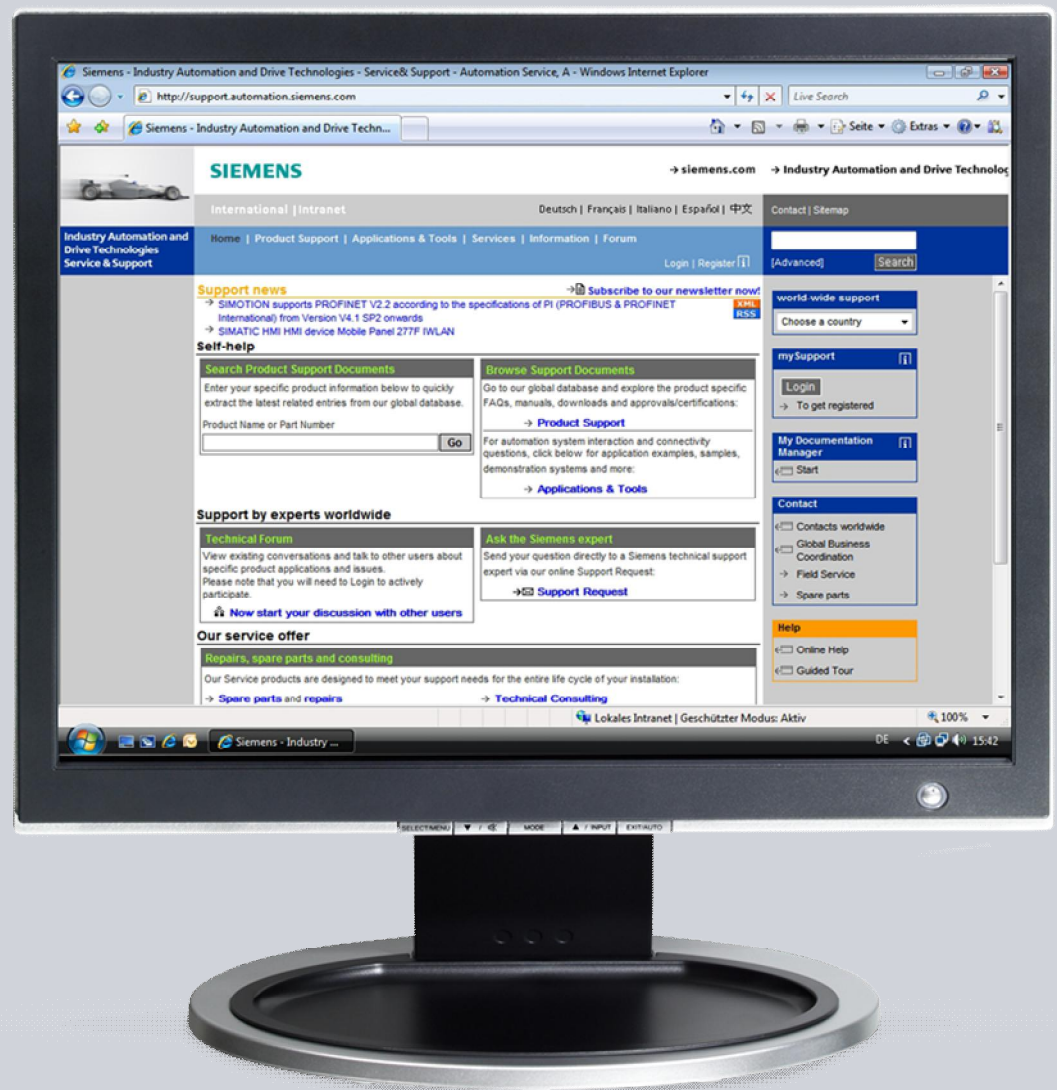 Siemens - Industry Automation and Drive Technologies - Service& Support - Automation Service, A - Windows Internet Explorer
http://support.automation.siemens.com
Live Search
Siemens - Industry Automation and Drive Techn...
Seite
Extras
SIEMENS
siemens.com
Industry Automation and Drive Technolog
International | Intranet
Deutsch | Français | Italiano | Español | 中文
Contact | Sitemap
Industry Automation and
Drive Technologies
Service & Support
Home | Product Support | Applications & Tools | Services | Information | Forum
Login | Register
[Advanced]
Search
Support news
Subscribe to our newsletter now!
SIMOTION supports PROFINET V2.2 according to the specifications of PI (PROFIBUS & PROFINET
International) from Version V4.1 SP2 onwards
XML
RSS
SIMATIC HMI HMI device Mobile Panel 277F IWLAN
Self-help
Search Product Support Documents
Enter your specific product information below to quickly
extract the latest related entries from our global database.
Product Name or Part Number
Go
Browse Support Documents
Go to our global database and explore the product specific
FAQs, manuals, downloads and approvals/certifications:
Product Support
For automation system interaction and connectivity
questions, click below for application examples, samples,
demonstration systems and more:
Applications & Tools
Support by experts worldwide
Technical Forum
View existing conversations and talk to other users about
specific product applications and issues.
Please note that you will need to Login to actively
participate.
Now start your discussion with other users
Ask the Siemens expert
Send your question directly to a Siemens technical support
expert via our online Support Request:
Support Request
Our service offer
Repairs, spare parts and consulting
Our Service products are designed to meet your support needs for the entire life cycle of your installation:
Spare parts and repairs
Technical Consulting
world-wide support
Choose a country
mySupport
Login
To get registered
My Documentation
Manager
Start
Contact
Contacts worldwide
Global Business
Coordination
Field Service
Spare parts
Help
Online Help
Guided Tour
Lokales Intranet | Geschützter Modus: Aktiv
100%
Siemens - Industry ...
DE
15:42
SELECT/MENU
MODE
/ INPUT
EXIT/AUTO